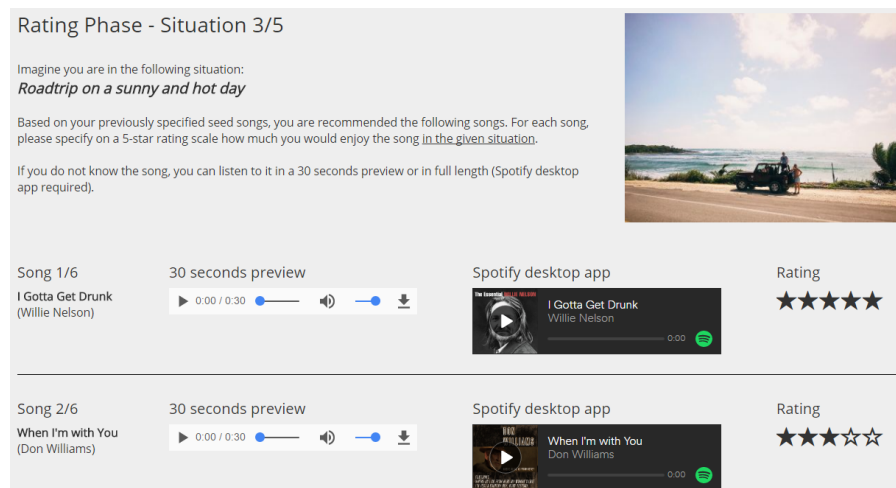 Rating Phase - Situation 3/5
Imagine you are in the following situation:
Roadtrip on a sunny and hot day
Based on your previously specified seed songs, you are recommended the following songs. For each song,
please specify on a 5-star rating scale how much you would enjoy the song in the given situation.
If you do not know the song, you can listen to it in a 30 seconds preview or in full length (Spotify desktop
app required).
Song 1/6
30 seconds preview
Spotify desktop app
Rating
I Gotta Get Drunk
(Willie Nelson)
0:00 / 0:30
The Essential WILLIE NELSON
I Gotta Get Drunk
Willie Nelson
0:00
Song 2/6
30 seconds preview
Spotify desktop app
Rating
When I'm with You
(Don Williams)
0:00 / 0:30
DON
WILLIAMS
When I'm with You
Don Williams
0:00